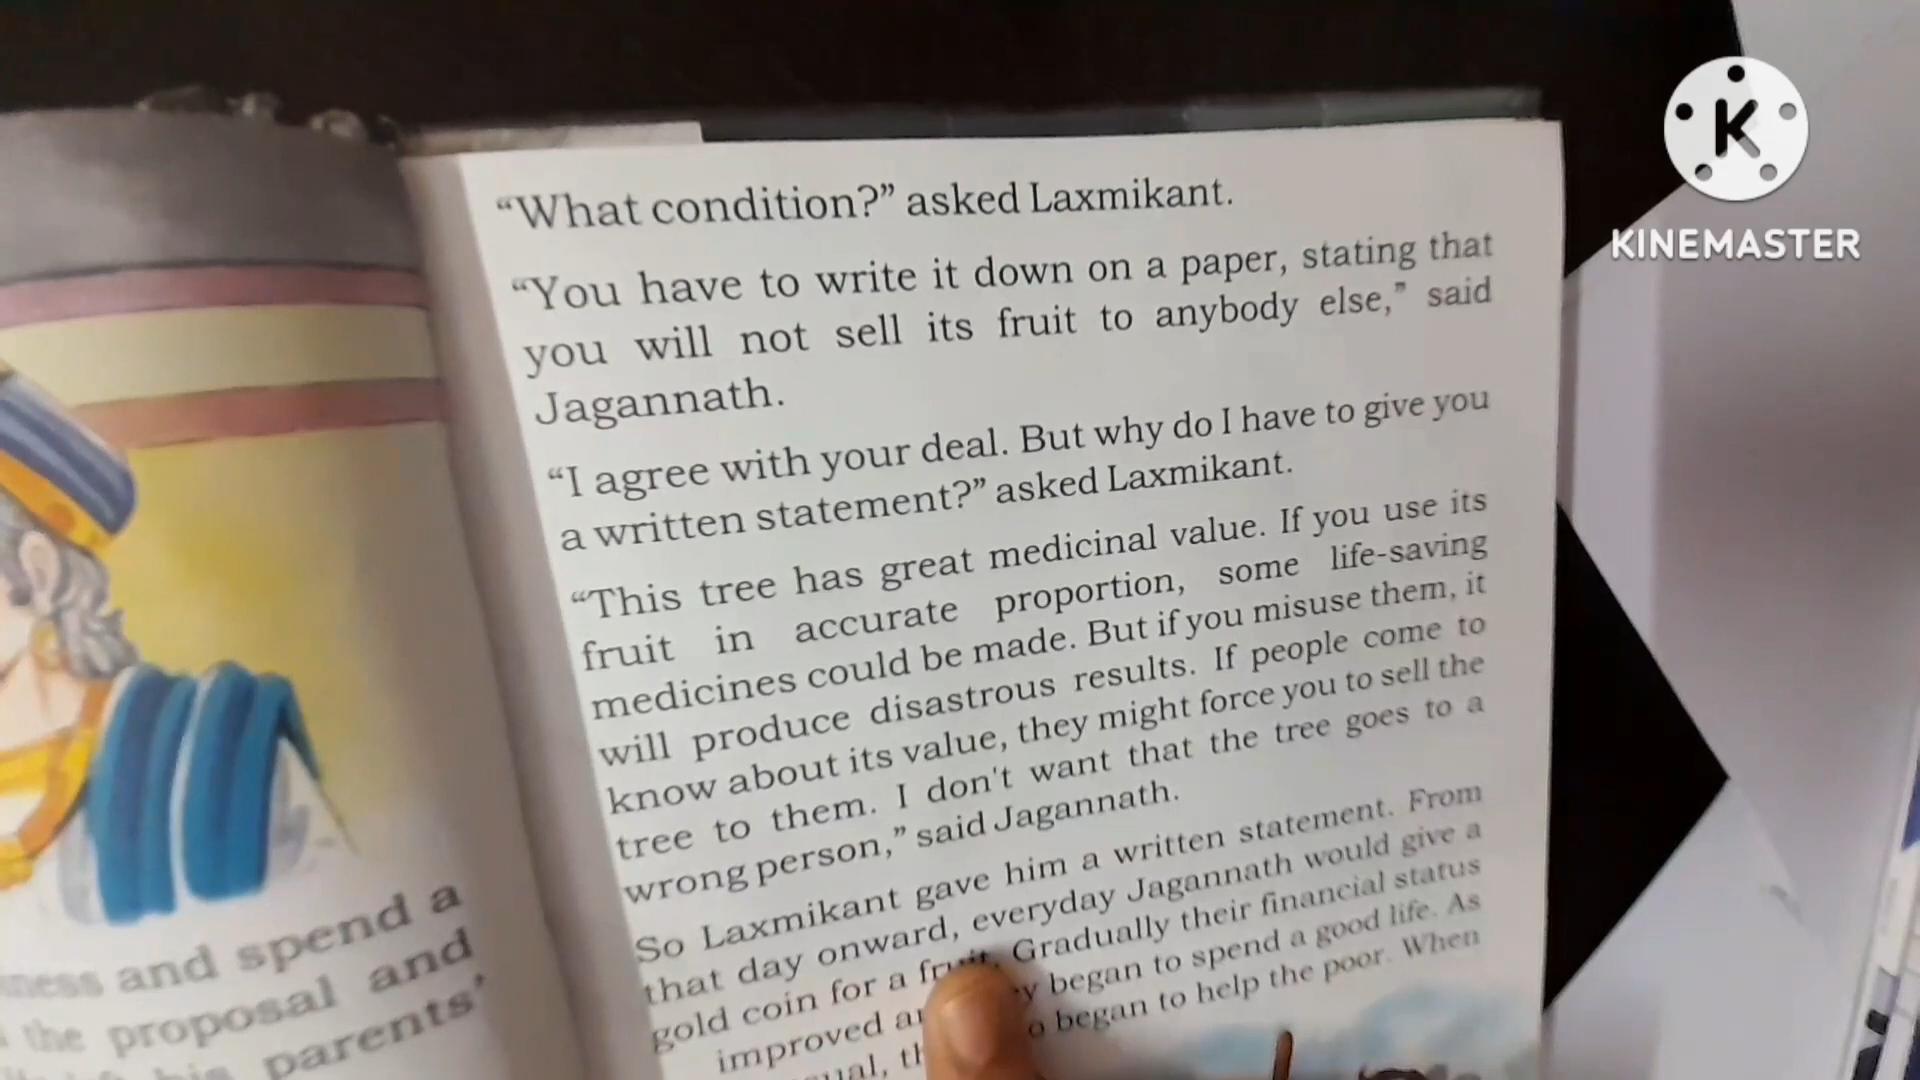 "What condition?" asked Laxmikant.
"You have to write it down on a paper, stating that
you will not sell its fruit to anybody else," said
Jagannath.
"I agree with your deal. But why do I have to give you
a written statement?" asked Laxmikant.
"This tree has great medicinal value. If you use its
fruit in accurate proportion, some life-saving
medicines could be made. But if you misuse them, it
will produce disastrous results. If people come to
know about its value, they might force you to sell the
tree to them. I don't want that the tree goes to a
wrong person," said Jagannath.
So Laxmikant gave him a written statement. From
that day onward, everyday Jagannath would give a
gold coin for a fruit. Gradually their financial status
improved began to spend a good life. As
began to help the poor. When
and spend a
the proposal and
parents'
K
KINEMASTER